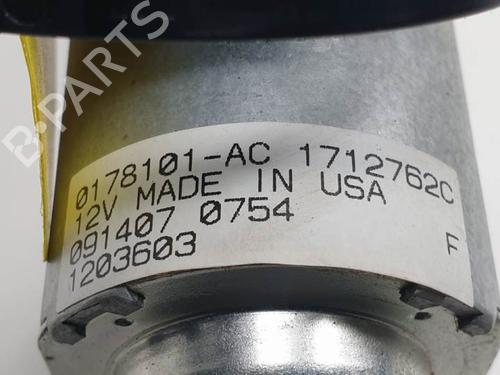 0178101-AC 1712762C
12V MADE IN USA
091407 0754
1203603 F
B-PARTS